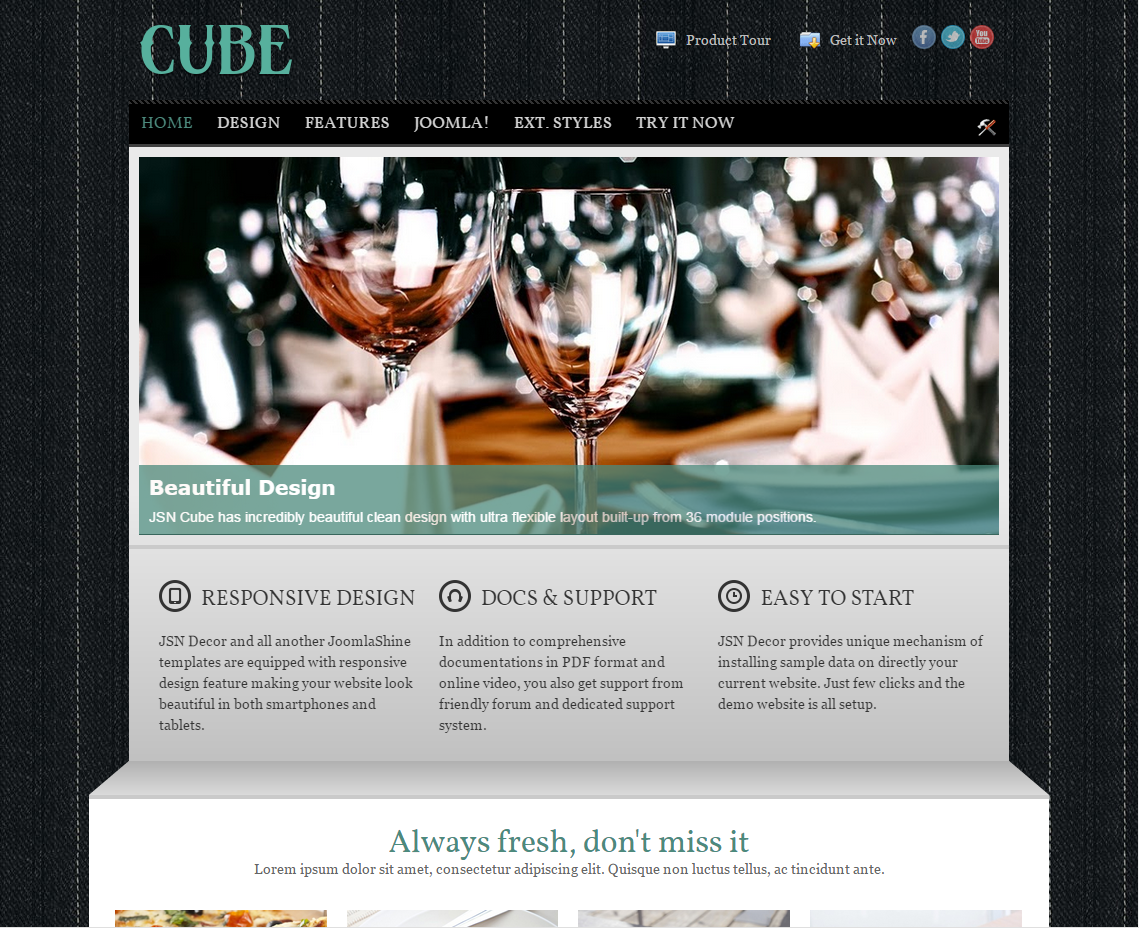 CUBE
Product Tour
Get it Now
You
Tube
HOME DESIGN FEATURES JOOMLA! EXT. STYLES TRY IT NOW
Beautiful Design
JSN Cube has incredibly beautiful clean design with ultra flexible layout built-up from 36 module positions.
RESPONSIVE DESIGN
JSN Decor and all another JoomlaShine
templates are equipped with responsive
design feature making your website look
beautiful in both smartphones and
tablets.
DOCS & SUPPORT
In addition to comprehensive
documentations in PDF format and
online video, you also get support from
friendly forum and dedicated support
system.
EASY TO START
JSN Decor provides unique mechanism of
installing sample data on directly your
current website. Just few clicks and the
demo website is all setup.
Always fresh, don't miss it
Lorem ipsum dolor sit amet, consectetur adipiscing elit. Quisque non luctus tellus, ac tincidunt ante.